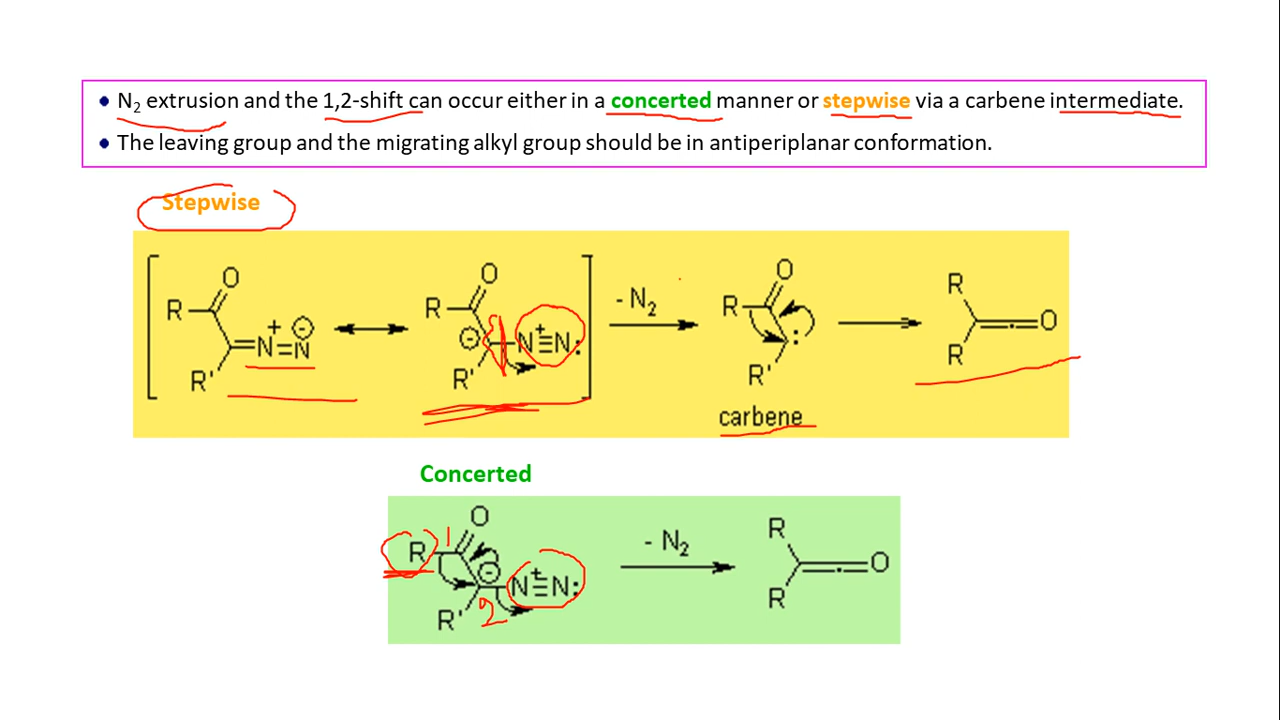 • N₂ extrusion and the 1,2-shift can occur either in a concerted manner or stepwise via a carbene intermediate.
• The leaving group and the migrating alkyl group should be in antiperiplanar conformation.
Stepwise
R O + N=N − R'
R O − + N≡N: R'
- N₂
R O : R'
carbene
R R O
Concerted
R 1 O − + N≡N: R' 2
- N₂
R R O